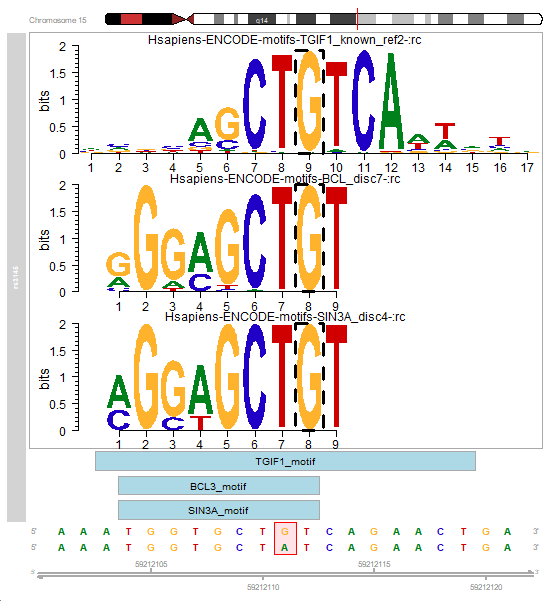 Chromosome 15
q14
Hsapiens-ENCODE-motifs-TGIF1_known_ref2-:rc
bits
2
1.5
1
0.5
0
A G C T G T C A A T T
1 2 3 4 5 6 7 8 9 10 11 12 13 14 15 16 17
Hsapiens-ENCODE-motifs-BCL_disc7-:rc
bits
2
1.5
1
0.5
0
G G G A G C T G T
1 2 3 4 5 6 7 8 9
Hsapiens-ENCODE-motifs-SIN3A_disc4-:rc
bits
2
1.5
1
0.5
0
A G G A G C T G T
C C T
1 2 3 4 5 6 7 8 9
TGIF1_motif
BCL3_motif
SIN3A_motif
5' A A A T G G T G C T G T C A G A A C T G A 3'
5' A A A T G G T G C T A T C A G A A C T G A 3'
5' 3'
59212105 59212115
59212110 59212120
3'